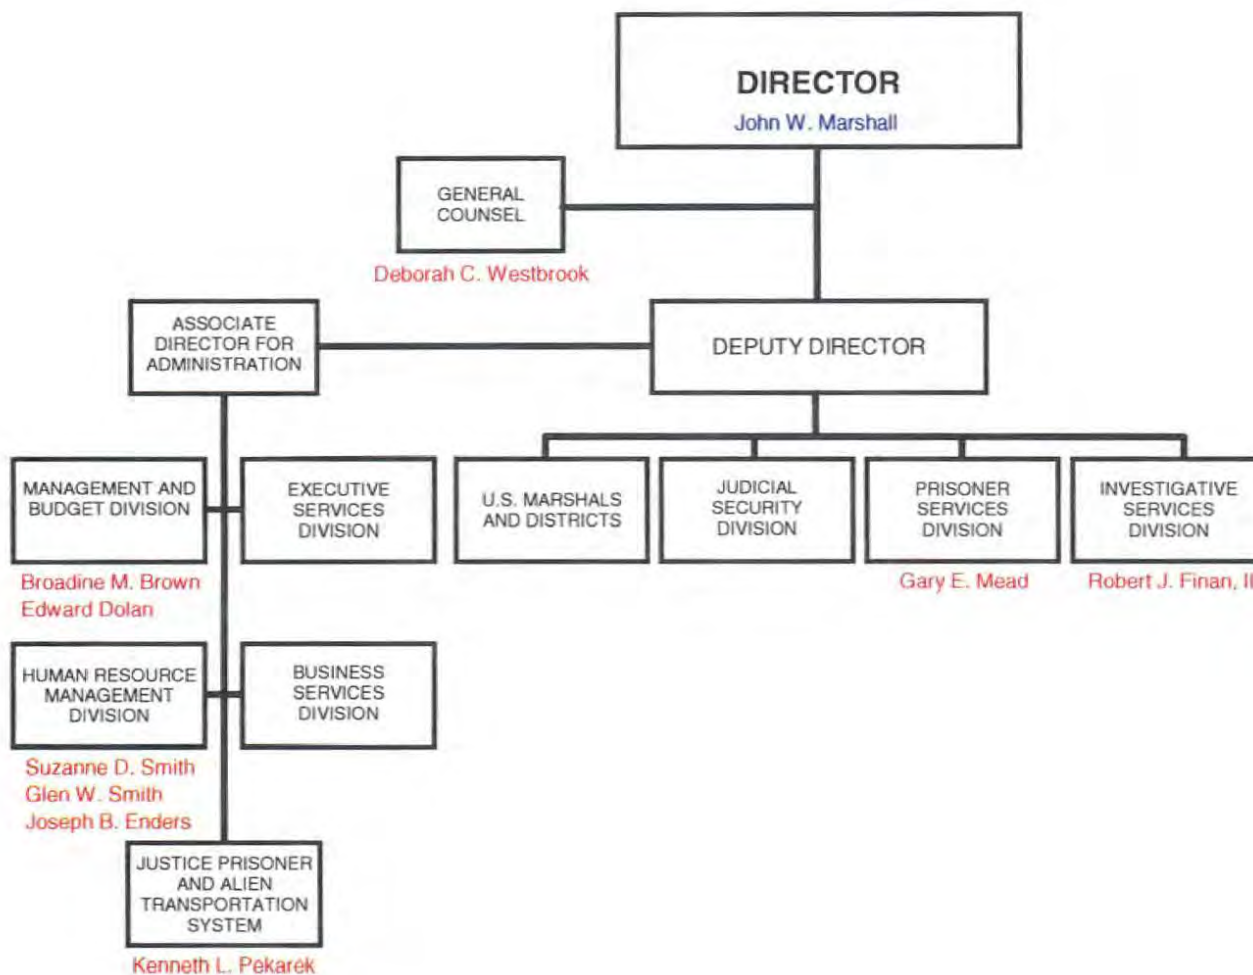 DIRECTOR
John W. Marshall
GENERAL
COUNSEL
Deborah C. Westbrook
ASSOCIATE
DIRECTOR FOR
ADMINISTRATION
DEPUTY DIRECTOR
MANAGEMENT AND
BUDGET DIVISION
Broadine M. Brown
Edward Dolan
EXECUTIVE
SERVICES
DIVISION
U.S. MARSHALS
AND DISTRICTS
JUDICIAL
SECURITY
DIVISION
PRISONER
SERVICES
DIVISION
Gary E. Mead
INVESTIGATIVE
SERVICES
DIVISION
Robert J. Finan, II
HUMAN RESOURCE
MANAGEMENT
DIVISION
Suzanne D. Smith
Glen W. Smith
Joseph B. Enders
BUSINESS
SERVICES
DIVISION
JUSTICE PRISONER
AND ALIEN
TRANSPORTATION
SYSTEM
Kenneth L. Pekarek